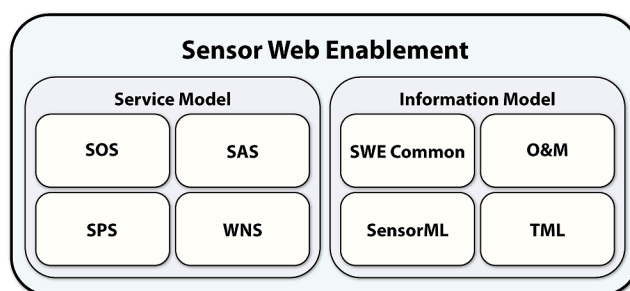 Sensor Web Enablement
Service Model
SOS
SAS
SPS
WNS
Information Model
SWE Common
O&M
SensorML
TML